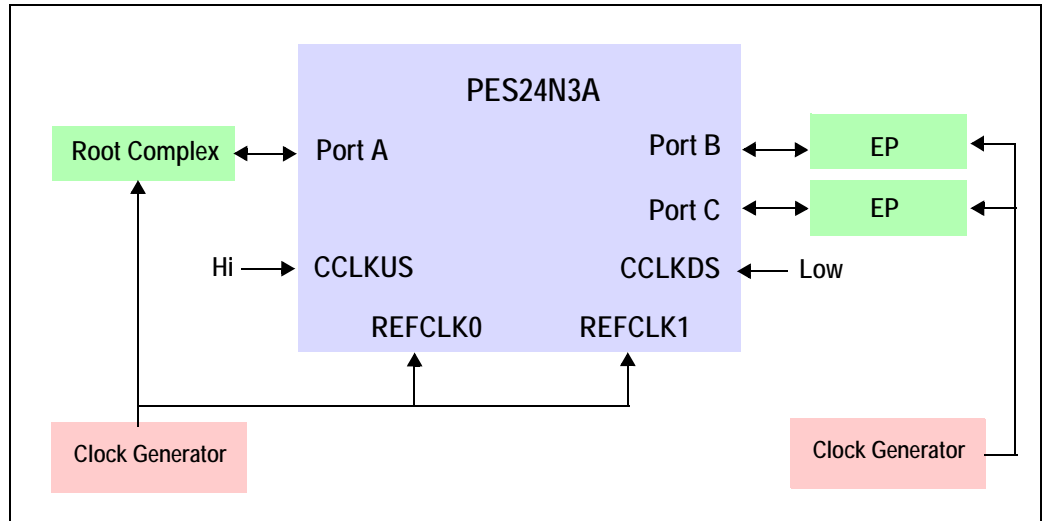 PES24N3A
Root Complex
Port A
Port B
EP
Port C
EP
Hi
CCLKUS
CCLKDS
Low
REFCLK0
REFCLK1
Clock Generator
Clock Generator